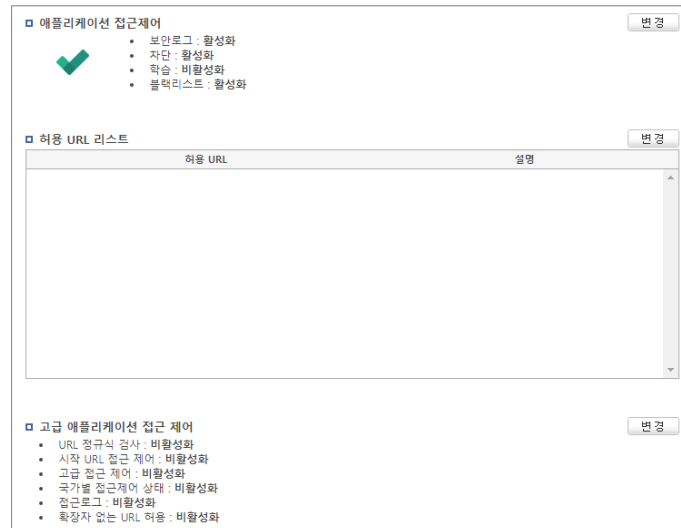 애플리케이션 접근제어
변경
보안로그 : 활성화
차단 : 활성화
학습 : 비활성화
블랙리스트 : 활성화
허용 URL 리스트
변경
허용 URL 설명
고급 애플리케이션 접근 제어
변경
URL 정규식 검사 : 비활성화
시작 URL 접근 제어 : 비활성화
고급 접근 제어 : 비활성화
국가별 접근제어 상태 : 비활성화
접근로그 : 비활성화
확장자 없는 URL 허용 : 비활성화